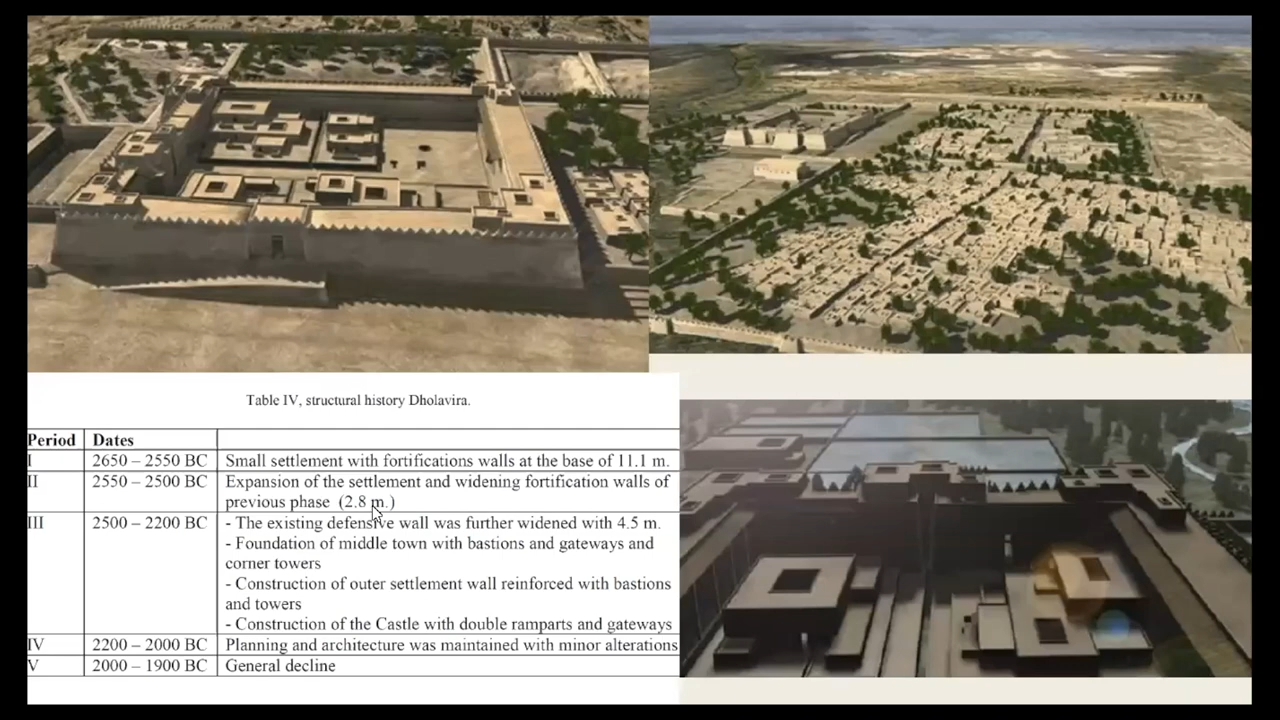 Table IV, structural history Dholavira.
Period Dates
I 2650 – 2550 BC Small settlement with fortifications walls at the base of 11.1 m.
II 2550 – 2500 BC Expansion of the settlement and widening fortification walls of
previous phase (2.8 m.)
III 2500 – 2200 BC - The existing defensive wall was further widened with 4.5 m.
- Foundation of middle town with bastions and gateways and
corner towers
- Construction of outer settlement wall reinforced with bastions
and towers
- Construction of the Castle with double ramparts and gateways
IV 2200 – 2000 BC Planning and architecture was maintained with minor alterations
V 2000 – 1900 BC General decline